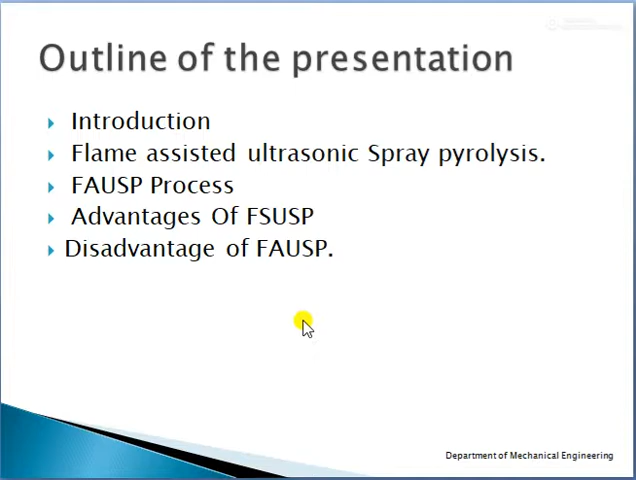 Outline of the presentation
Introduction
Flame assisted ultrasonic Spray pyrolysis.
FAUSP Process
Advantages Of FSUSP
Disadvantage of FAUSP.
Department of Mechanical Engineering